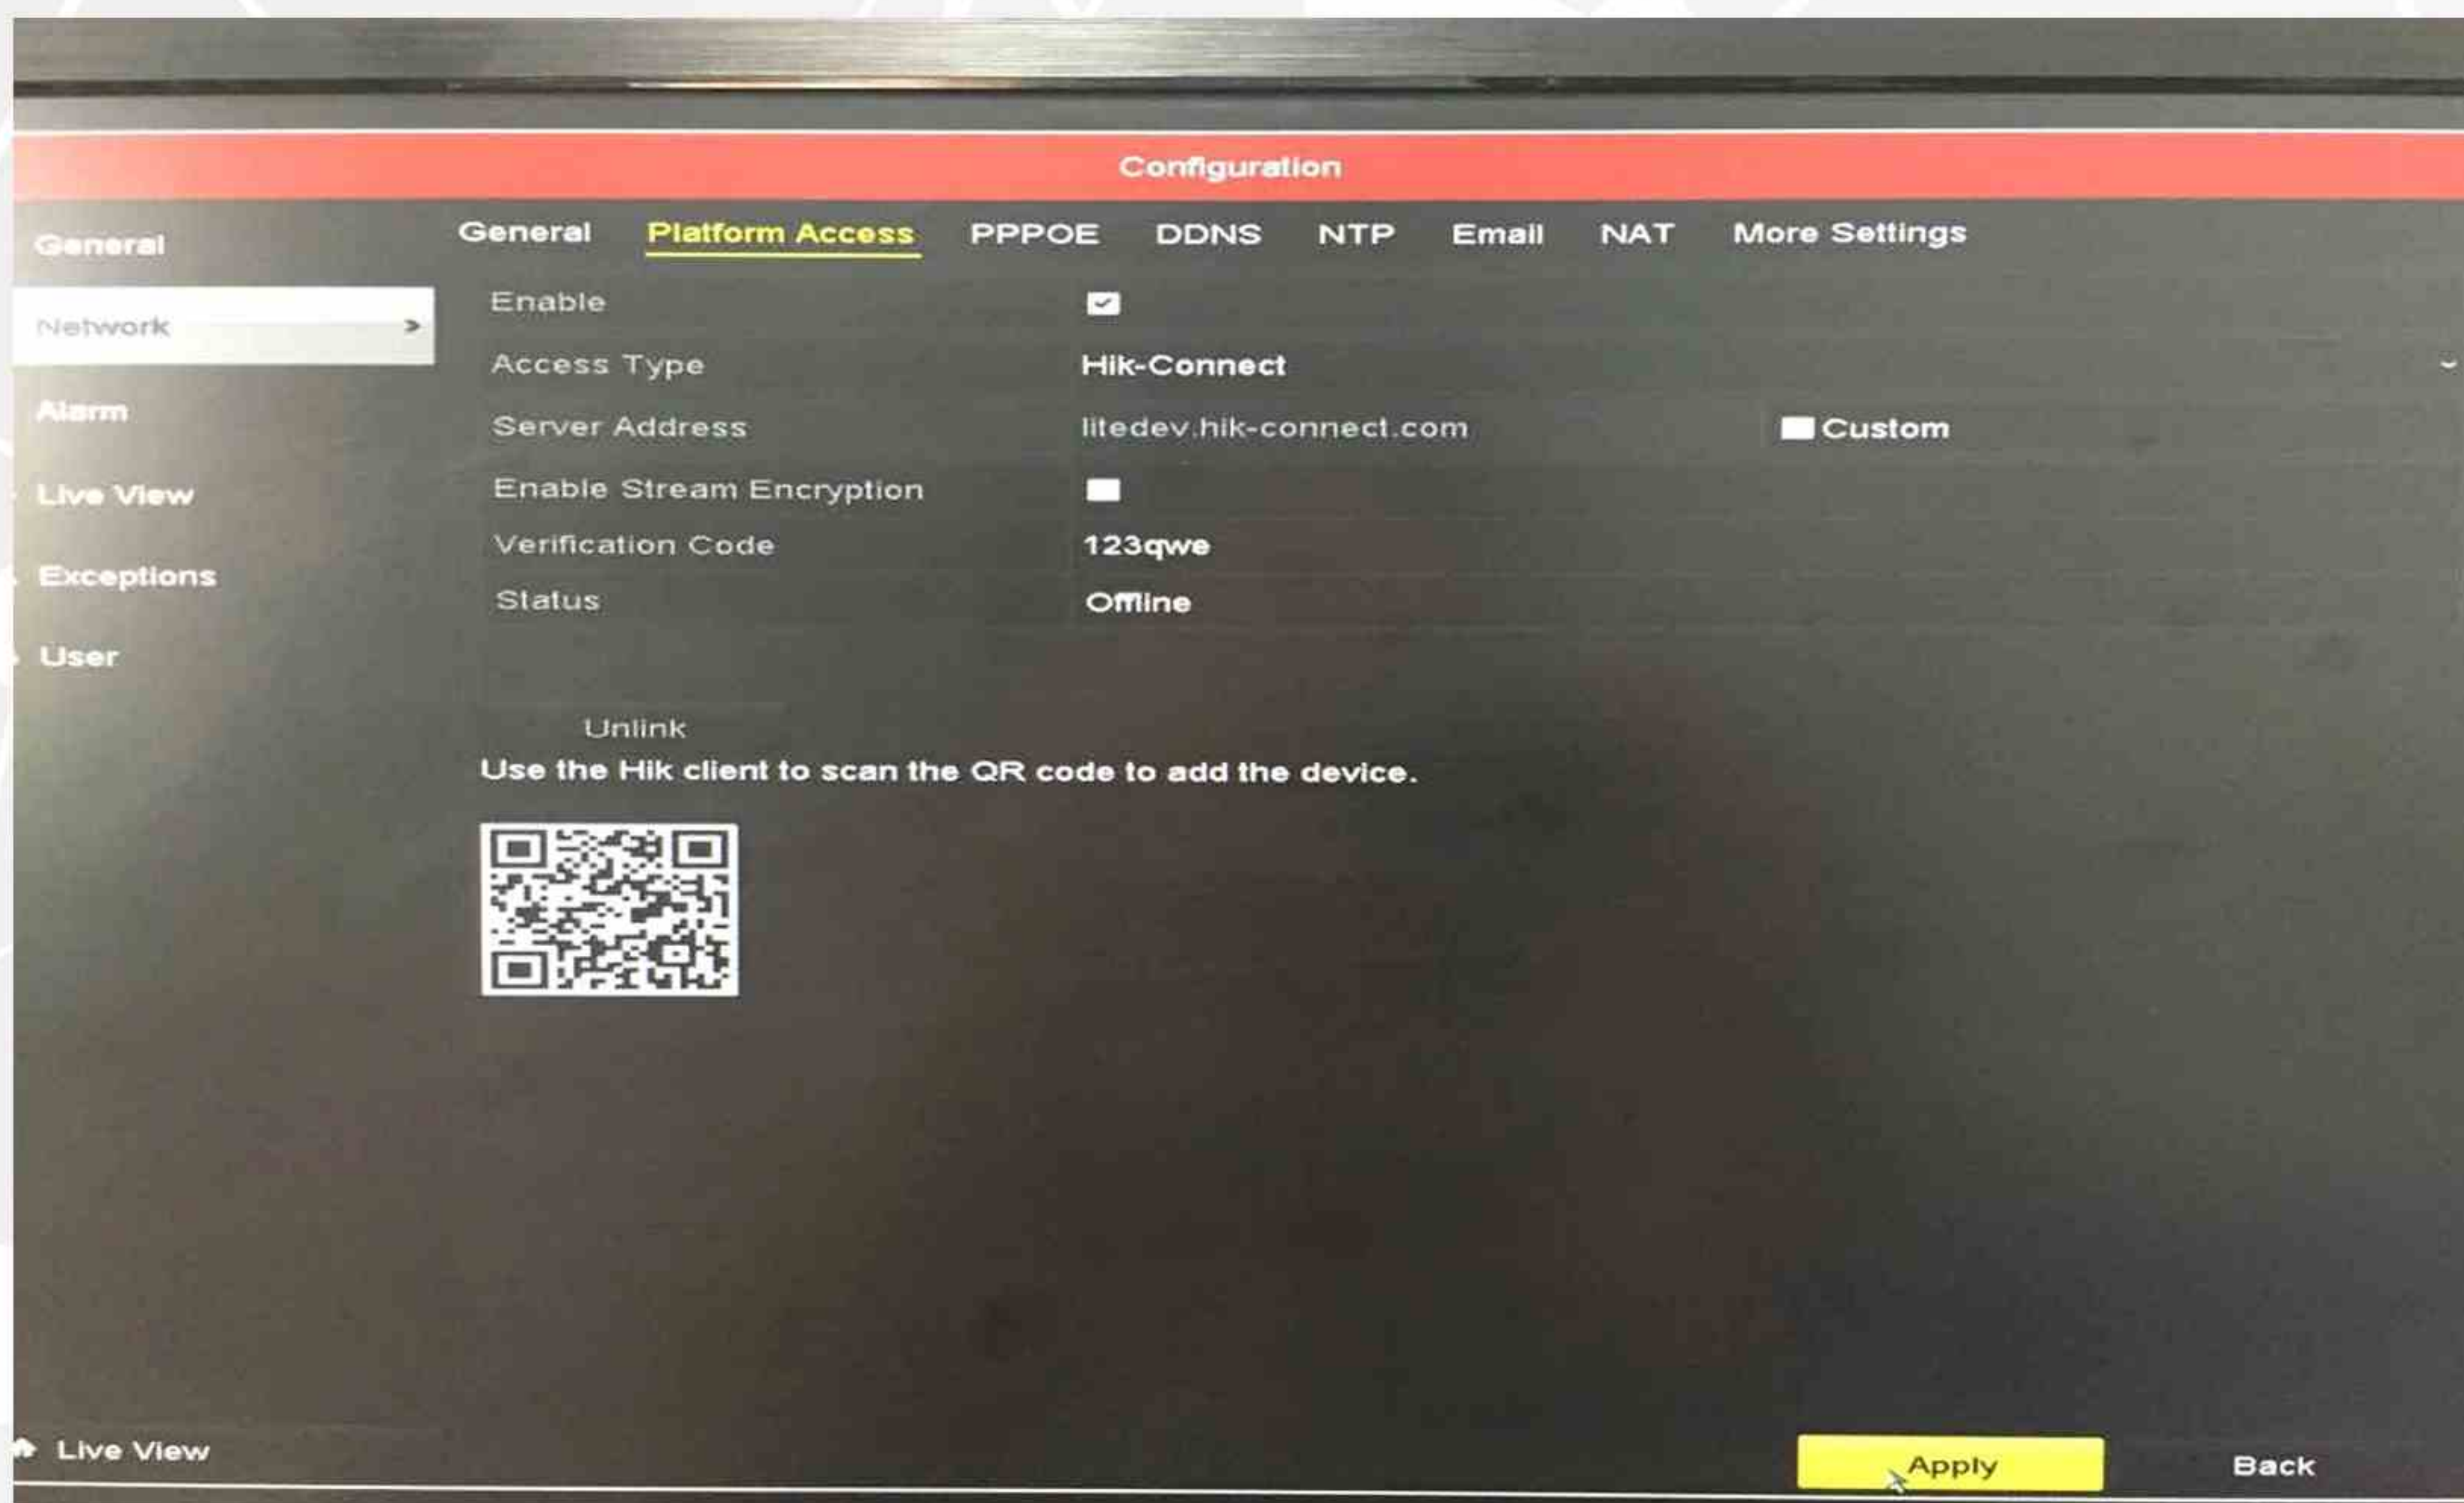 Configuration
General
Network >
Alarm
Live View
Exceptions
User
General Platform Access PPPOE DDNS NTP Email NAT More Settings
Enable
Access Type Hik-Connect
Server Address litedev.hik-connect.com Custom
Enable Stream Encryption
Verification Code 123qwe
Status Offline
Unlink
Use the Hik client to scan the QR code to add the device.
Live View
Apply Back